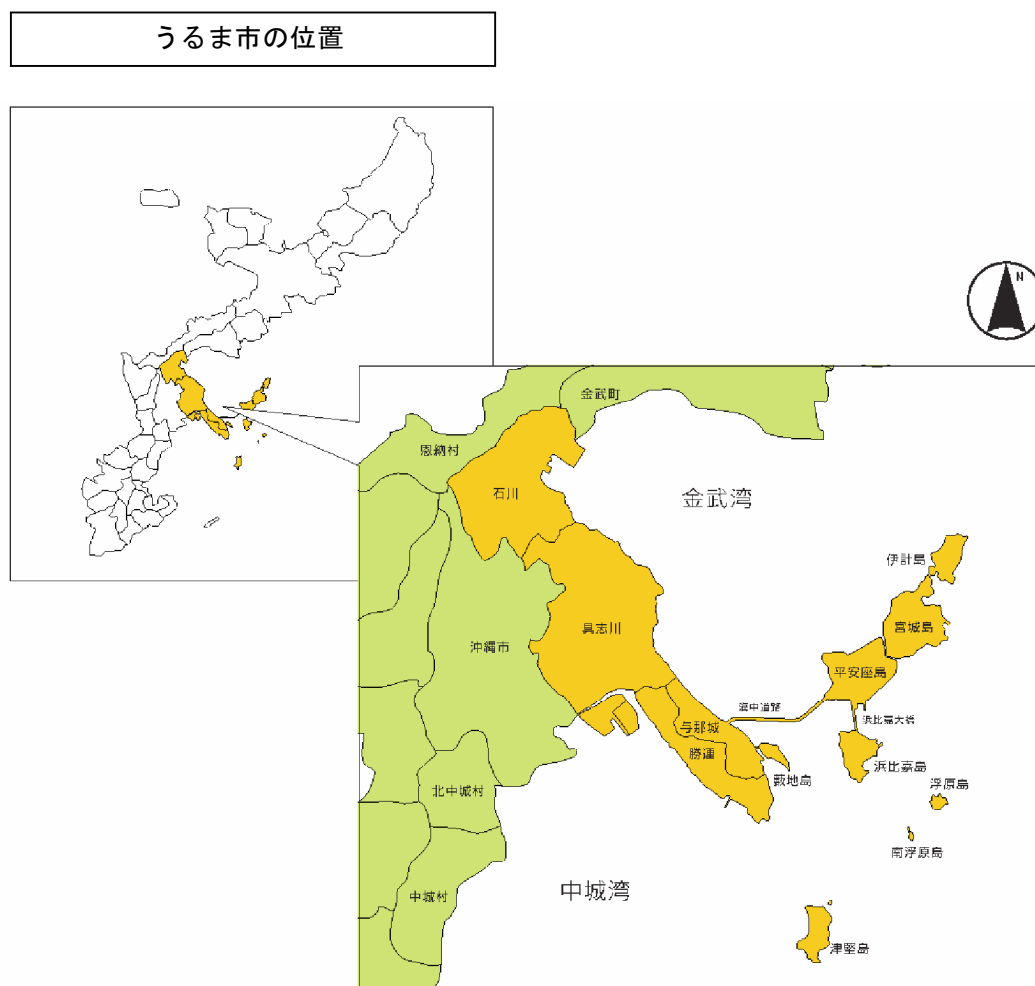 うるま市の位置
N
金武町
恩納村
石川
金武湾
伊計島
宮城島
具志川
沖縄市
平安座島
海中道路
浜比嘉大橋
与那城
勝連
浜比嘉島
藪地島
浮原島
北中城村
南浮原島
中城湾
中城村
津堅島